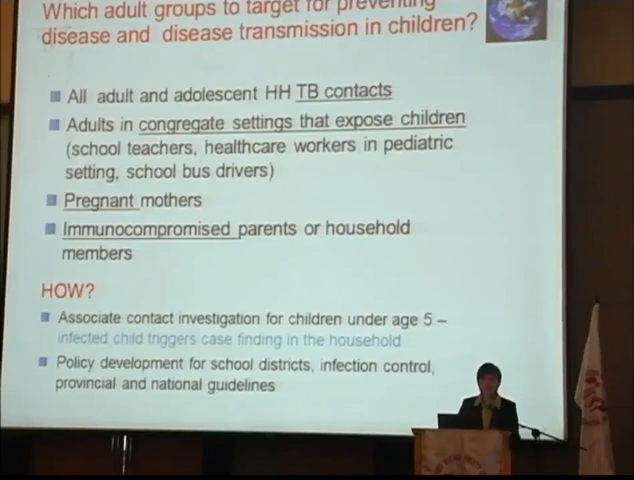 Which adult groups to target for preventing
disease and disease transmission in children?
All adult and adolescent HH TB contacts
Adults in congregate settings that expose children
(school teachers, healthcare workers in pediatric
setting, school bus drivers)
Pregnant mothers
Immunocompromised parents or household
members
HOW?
Associate contact investigation for children under age 5 –
infected child triggers case finding in the household
Policy development for school districts, infection control,
provincial and national guidelines